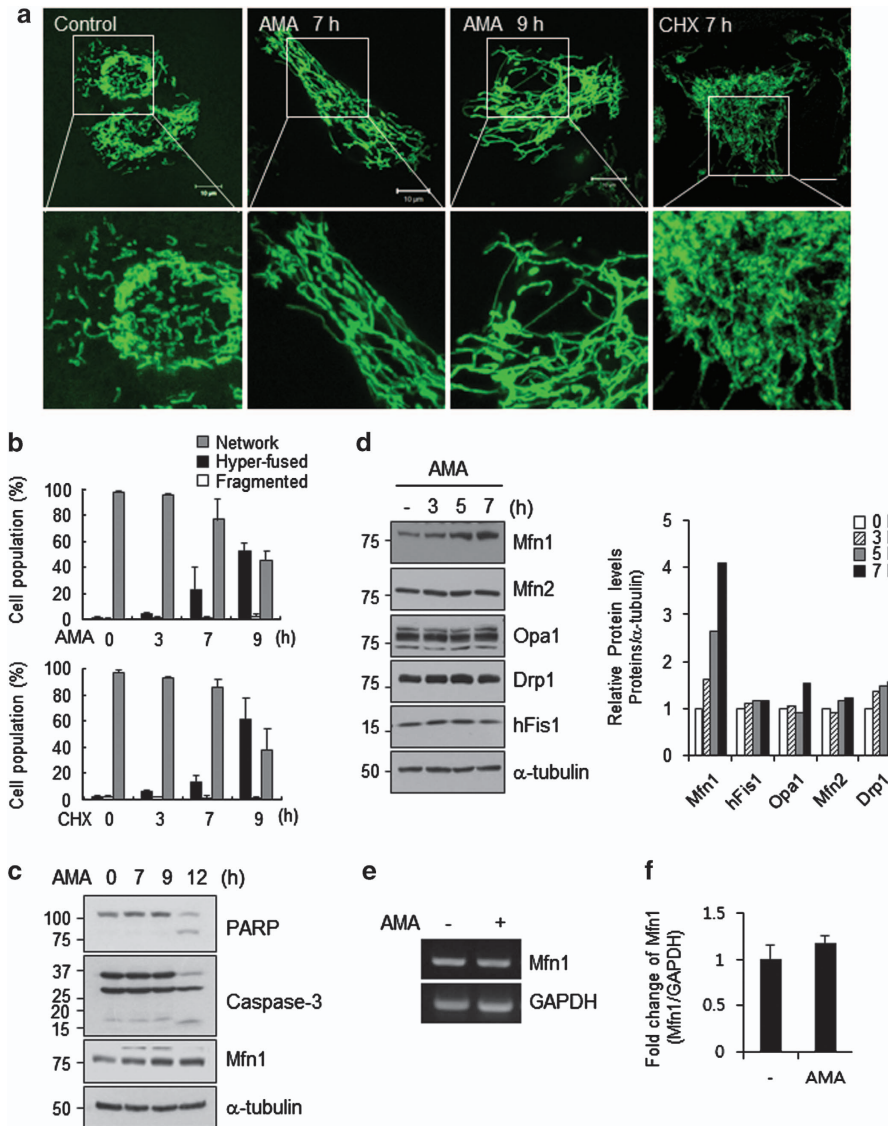 a
Control
AMA 7 h
AMA 9 h
CHX 7 h
10 µm
10 µm
b
Network
Hyper-fused
Fragmented
Cell population (%)
100
80
60
40
20
0
AMA 0 3 7 9 (h)
Cell population (%)
100
80
60
40
20
0
CHX 0 3 7 9 (h)
c
AMA 0 7 9 12 (h)
100
75
PARP
37
25
20
15
Caspase-3
75
Mfn1
50
α-tubulin
d
AMA
- 3 5 7 (h)
75
Mfn1
75
Mfn2
75
Opa1
75
Drp1
15
hFis1
50
α-tubulin
Relative Protein levels
Proteins/α-tubulin
5
4
3
2
1
0
0
3
5
7
Mfn1
hFis1
Opa1
Mfn2
Drp1
e
AMA - +
Mfn1
GAPDH
f
Fold change of Mfn1
(Mfn1/GAPDH)
1.5
1
0.5
0
- AMA